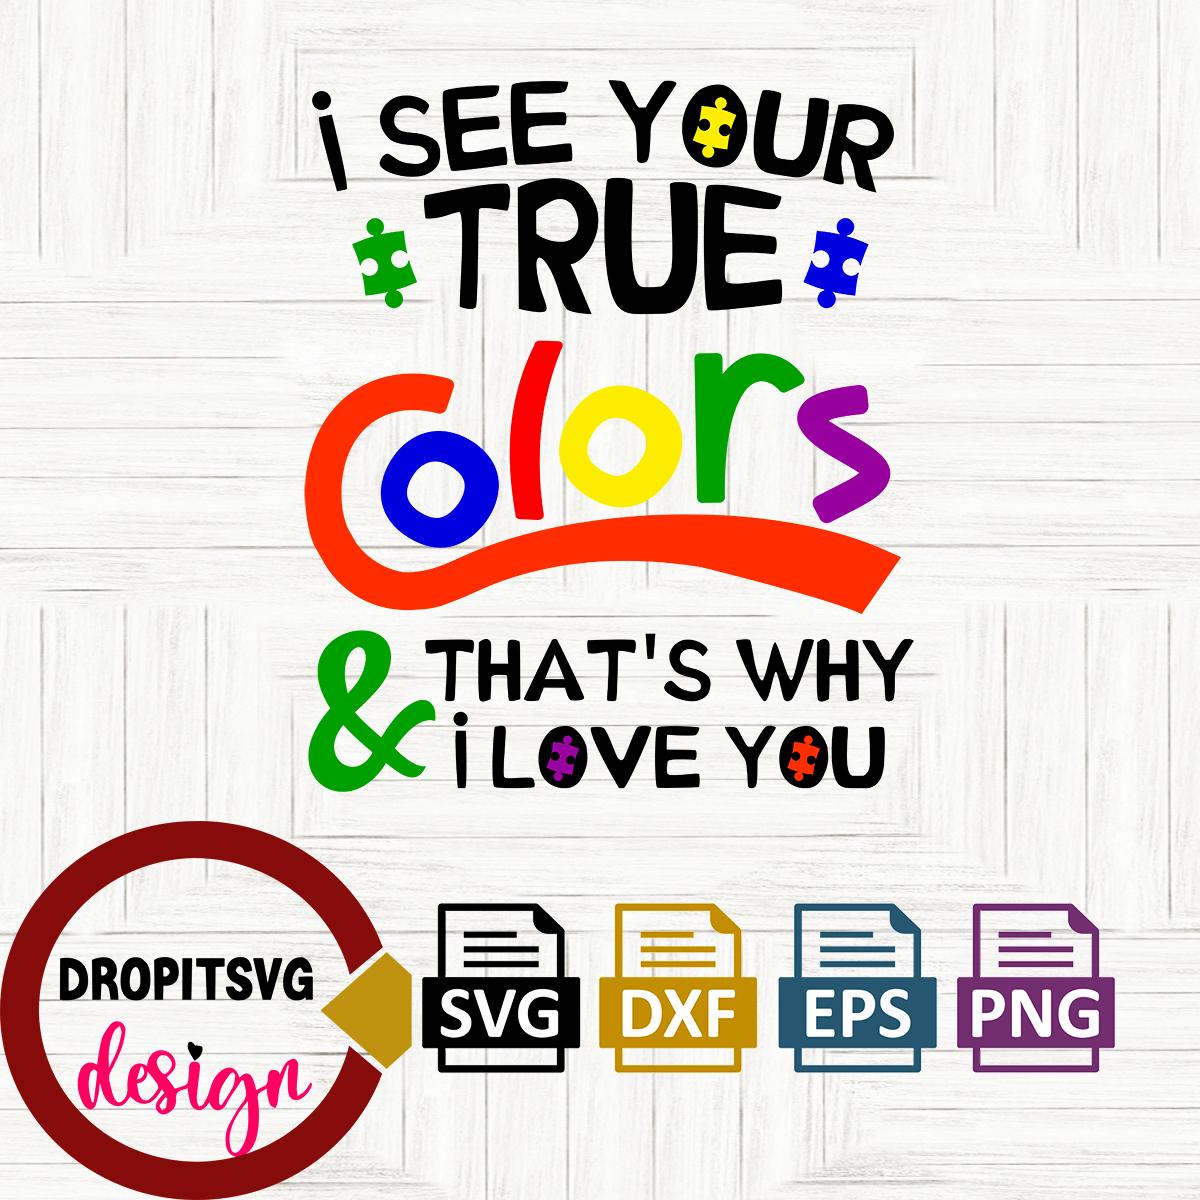 i SEE YOUR
TRUE
Colors
& THAT'S WHY
i LOVE YOU
DROPITSVG
design
SVG DXF EPS PNG